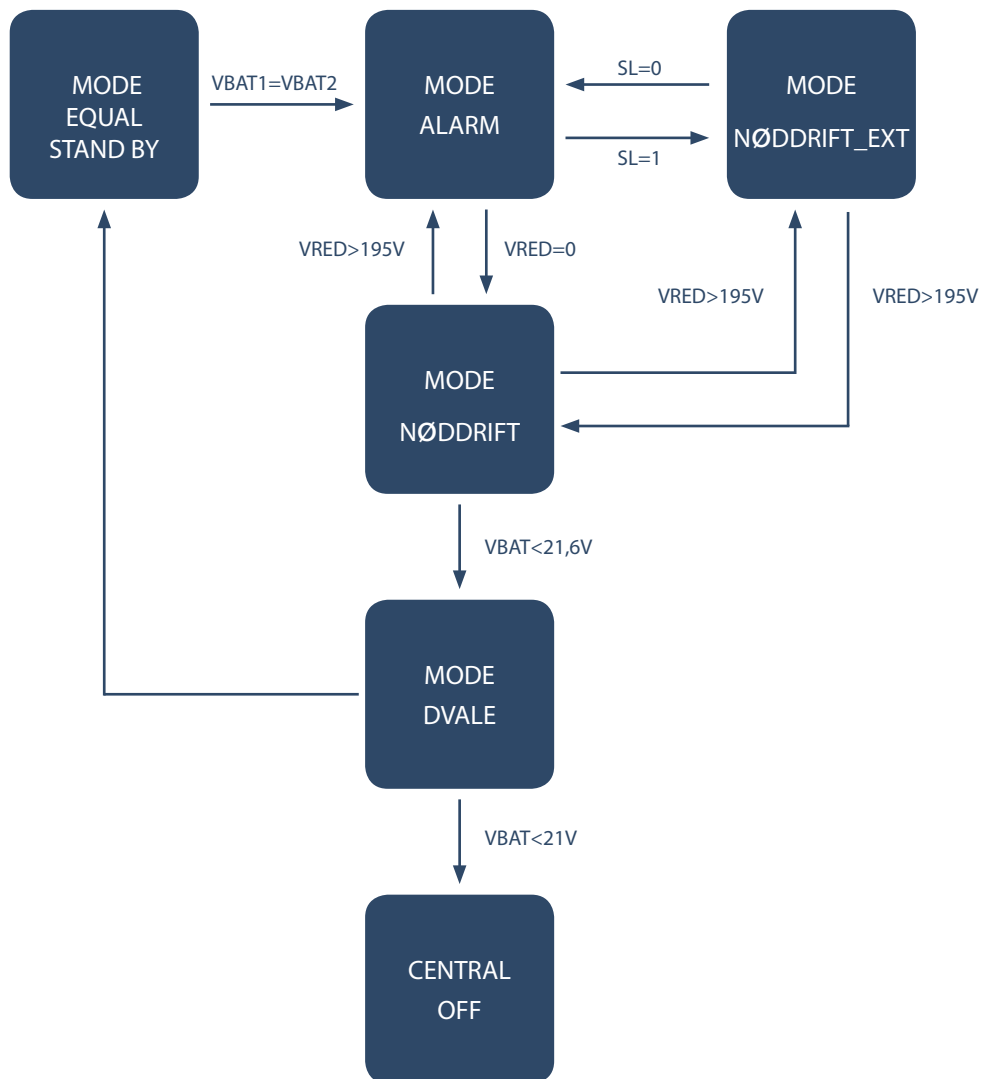 MODE
EQUAL
STAND BY
VBAT1=VBAT2
MODE
ALARM
SL=0
SL=1
MODE
NØDDRIFT_EXT
VRED>195V
VRED=0
VRED>195V
VRED>195V
MODE
NØDDRIFT
VBAT<21,6V
MODE
DVALE
VBAT<21V
CENTRAL
OFF